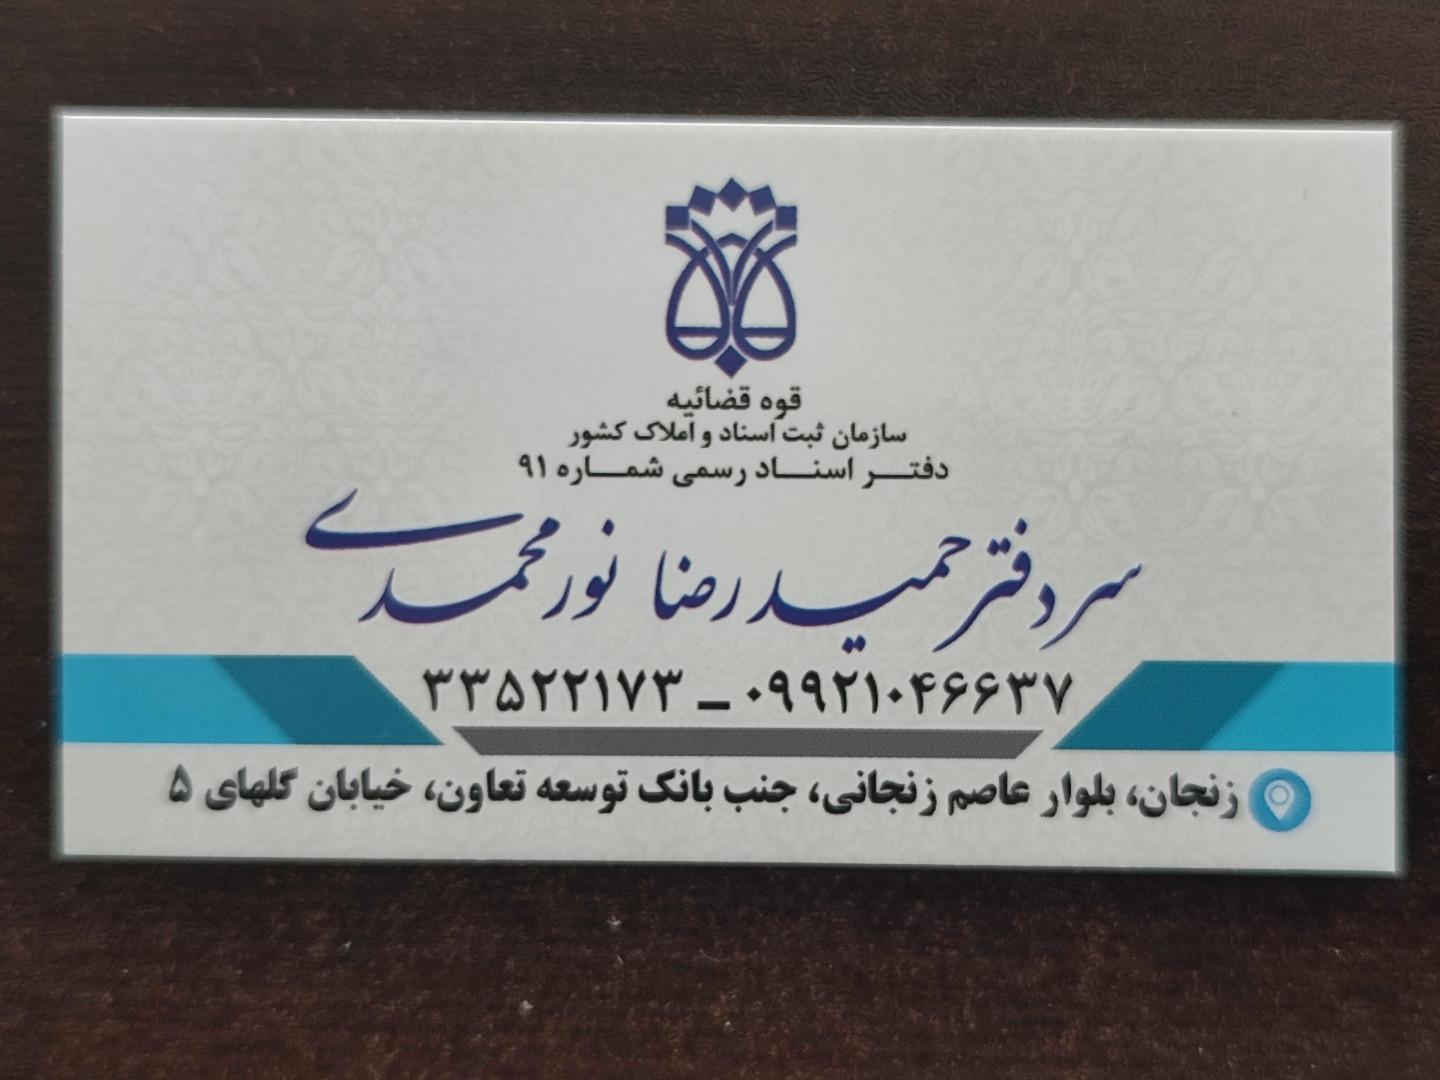 قوه قضائیه
سازمان ثبت اسناد و املاک کشور
دفتر اسناد رسمی شماره ۹۱
سردفتر حمیدرضا نورمحمدی
۳۳۵۲۲۱۷۳ - ۰۹۹۲۱۰۴۶۶۳۷
زنجان، بلوار عاصم زنجانی، جنب بانک توسعه تعاون، خیابان گلهای ۵